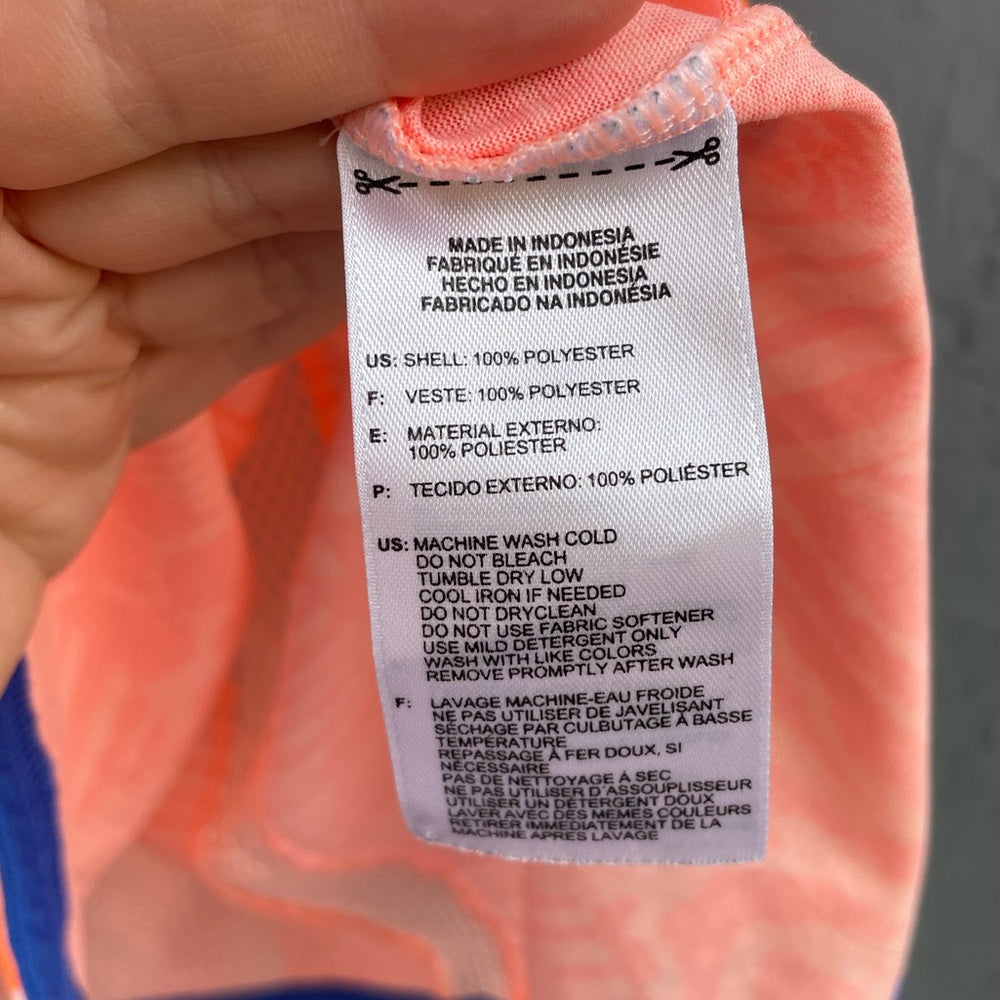 MADE IN INDONESIA
FABRIQUÉ EN INDONÉSIE
HECHO EN INDONESIA
FABRICADO NA INDONÉSIA
US: SHELL: 100% POLYESTER
F: VESTE: 100% POLYESTER
E: MATERIAL EXTERNO:
100% POLIESTER
P: TECIDO EXTERNO: 100% POLIÉSTER
US: MACHINE WASH COLD
DO NOT BLEACH
TUMBLE DRY LOW
COOL IRON IF NEEDED
DO NOT DRYCLEAN
DO NOT USE FABRIC SOFTENER
USE MILD DETERGENT ONLY
WASH WITH LIKE COLORS
REMOVE PROMPTLY AFTER WASH
F: LAVAGE MACHINE-EAU FROIDE
NE PAS UTILISER DE JAVELISANT
SÉCHAGE PAR CULBUTAGE À BASSE
TEMPÉRATURE
REPASSAGE À FER DOUX, SI
NÉCESSAIRE
PAS DE NETTOYAGE À SEC
NE PAS UTILISER D'ASSOUPLISSEUR
UTILISER UN DÉTERGENT DOUX
LAVER AVEC DES MEMES COULEURS
RETIRER IMMEDIATEMENT DE LA
MACHINE APRES LAVAGE